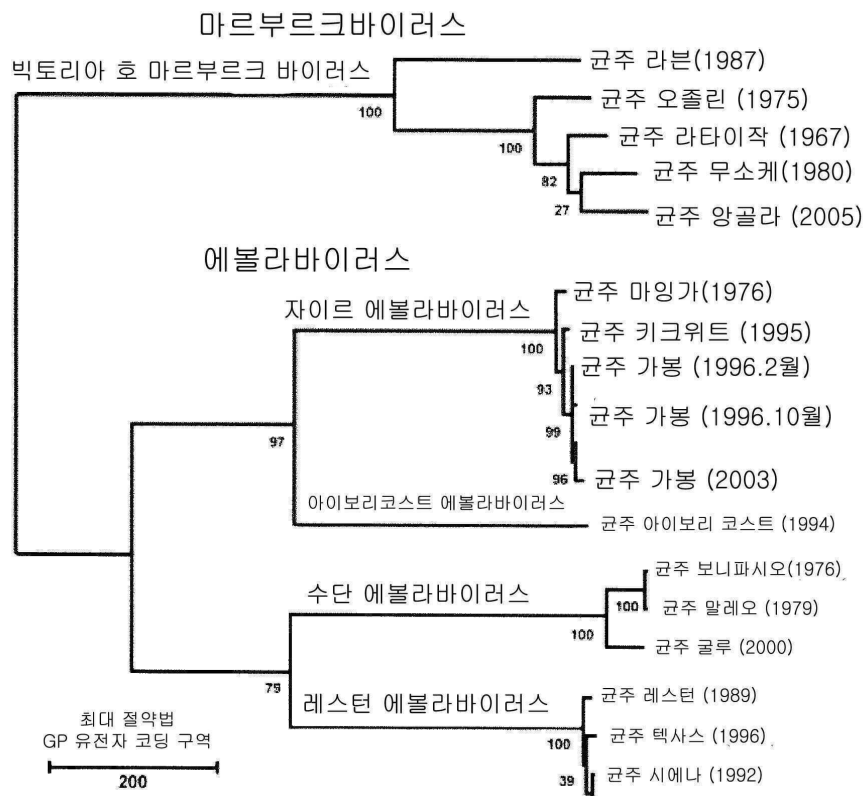 마르부르크바이러스
빅토리아 호 마르부르크 바이러스
균주 라븐(1987)
100
균주 오졸린 (1975)
100
균주 라타이작 (1967)
82
균주 무소케(1980)
27
균주 앙골라 (2005)
에볼라바이러스
자이르 에볼라바이러스
균주 마잉가(1976)
100
균주 키크위트 (1995)
93
균주 가봉 (1996.2월)
99
균주 가봉 (1996.10월)
96
균주 가봉 (2003)
97
아이보리코스트 에볼라바이러스
균주 아이보리 코스트 (1994)
수단 에볼라바이러스
균주 보니파시오(1976)
100
균주 말레오 (1979)
100
균주 굴루 (2000)
79
레스턴 에볼라바이러스
균주 레스턴 (1989)
100
균주 텍사스 (1996)
39
균주 시에나 (1992)
최대 절약법
GP 유전자 코딩 구역
200